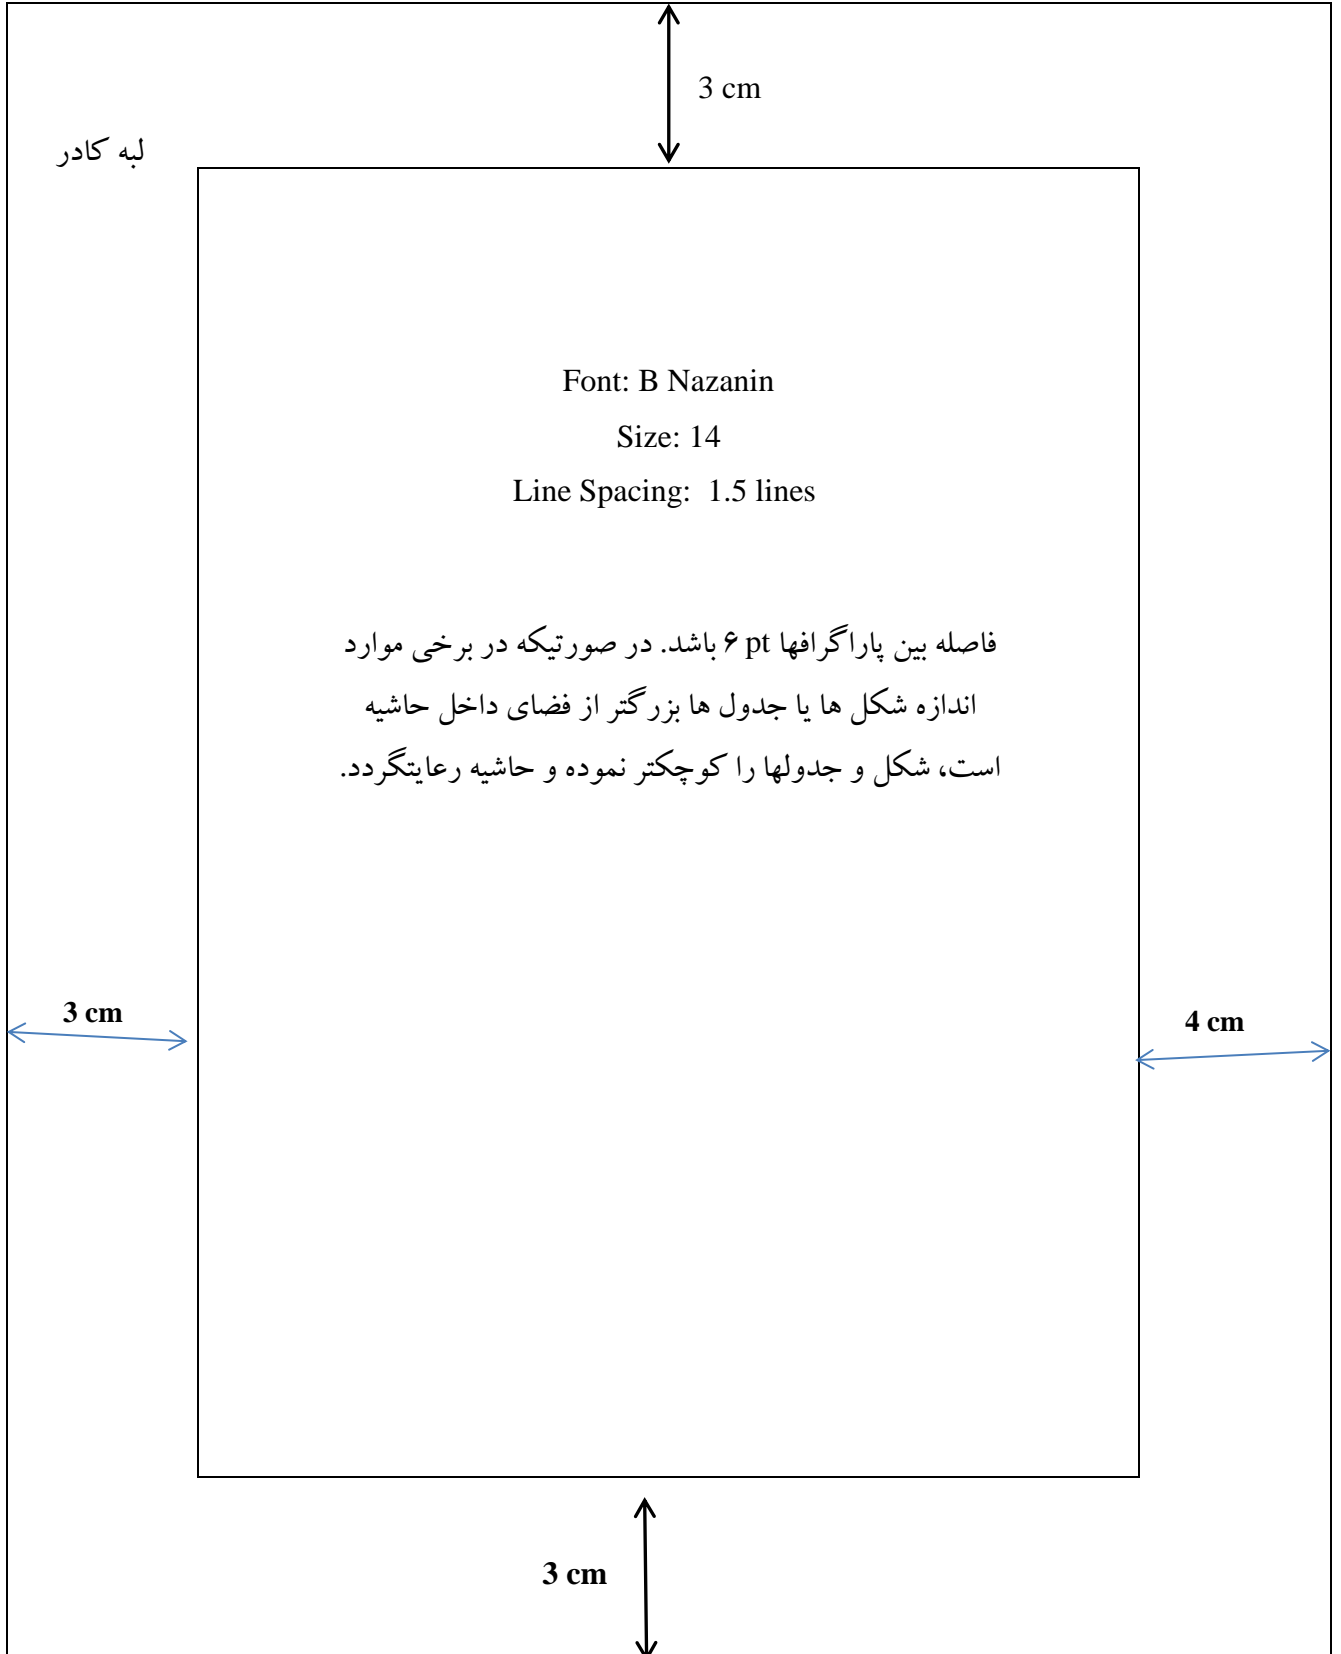 3 cm
لبه کادر
Font: B Nazanin
Size: 14
Line Spacing:  1.5 lines
فاصله بین پاراگرافها ۶ pt باشد. در صورتیکه در برخی موارد
اندازه شکل ها یا جدول ها بزرگتر از فضای داخل حاشیه
است، شکل و جدولها را کوچکتر نموده و حاشیه رعایتگردد.
3 cm
4 cm
3 cm